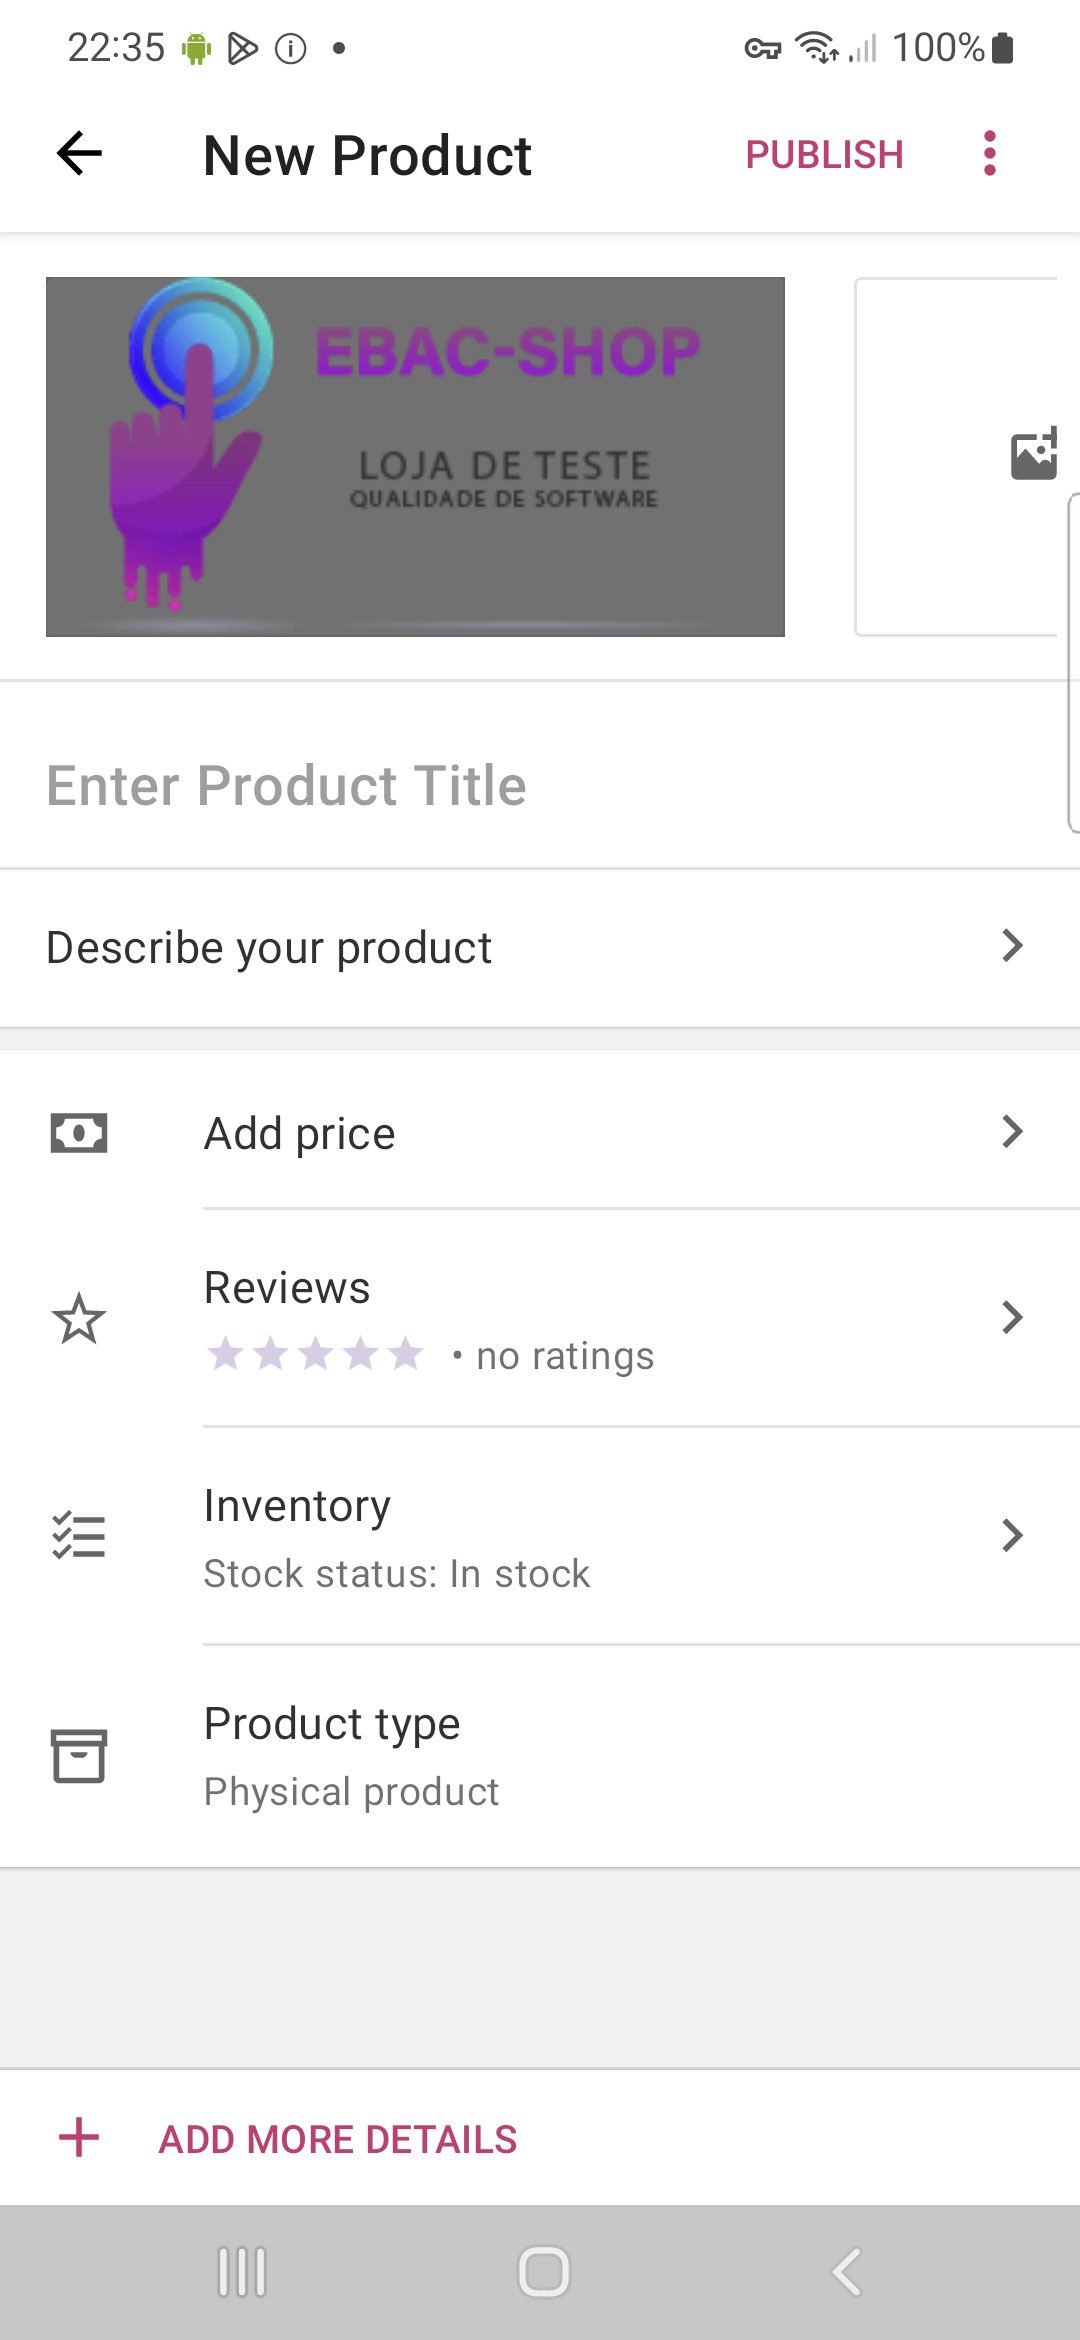 22:35
100%
New Product
PUBLISH
EBAC-SHOP
LOJA DE TESTE
QUALIDADE DE SOFTWARE
Enter Product Title
Describe your product
Add price
Reviews
• no ratings
Inventory
Stock status: In stock
Product type
Physical product
ADD MORE DETAILS